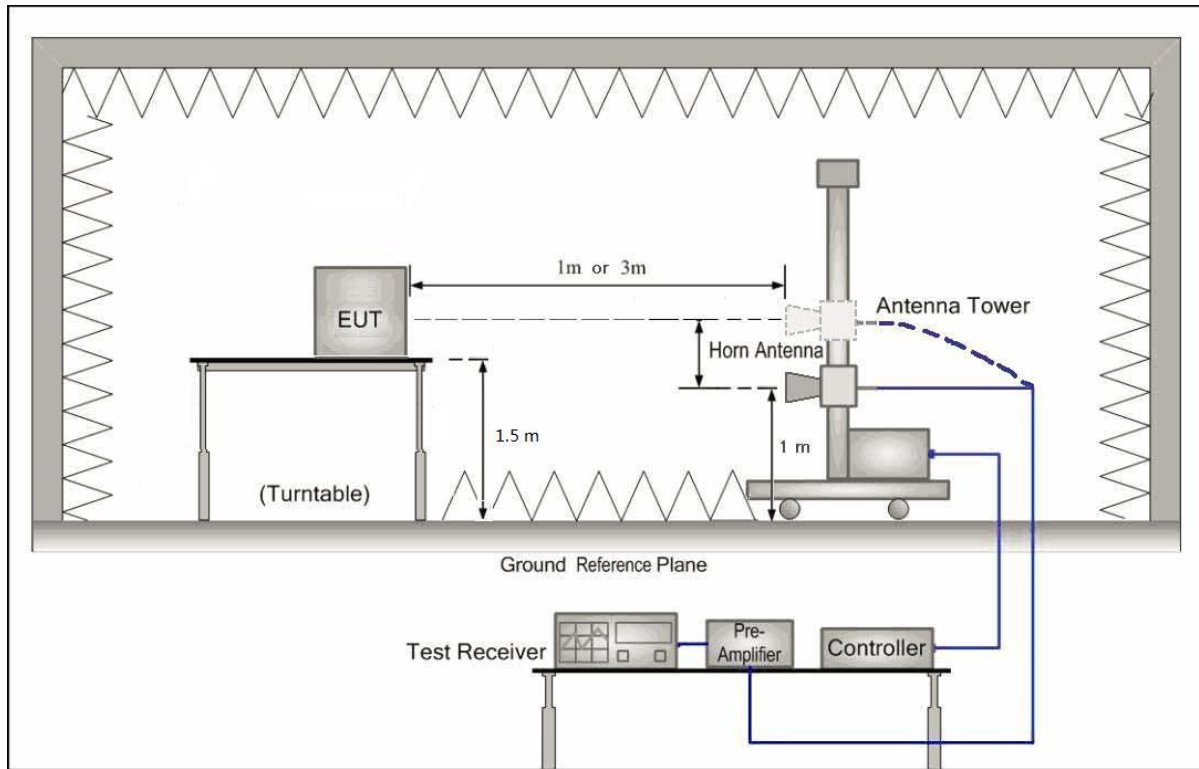 1m or 3m
EUT
Antenna Tower
Horn Antenna
1.5 m
1 m
(Turntable)
Ground Reference Plane
Test Receiver
Pre-
Amplifier
Controller